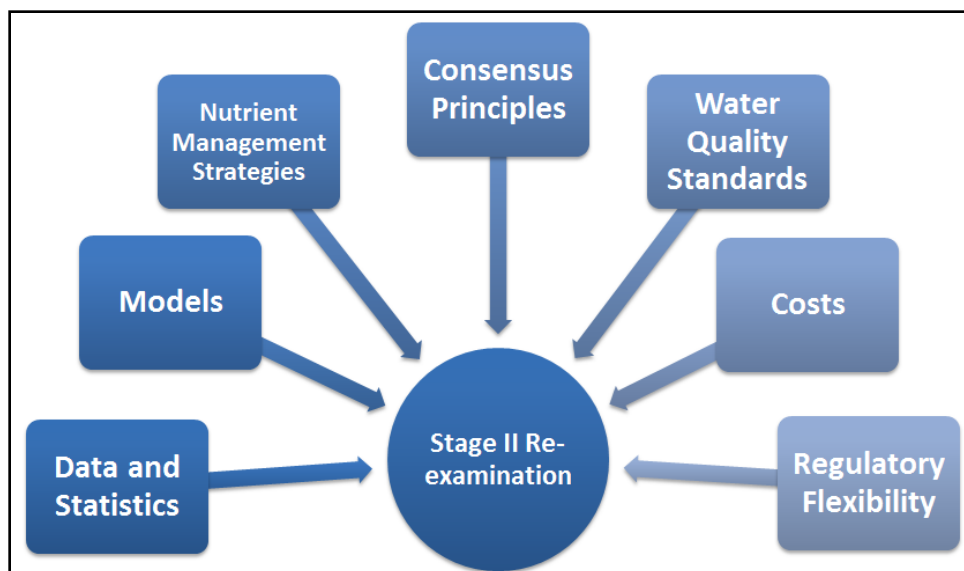 Consensus
Principles
Nutrient
Management
Strategies
Water
Quality
Standards
Models
Costs
Data and
Statistics
Stage II Re-
examination
Regulatory
Flexibility